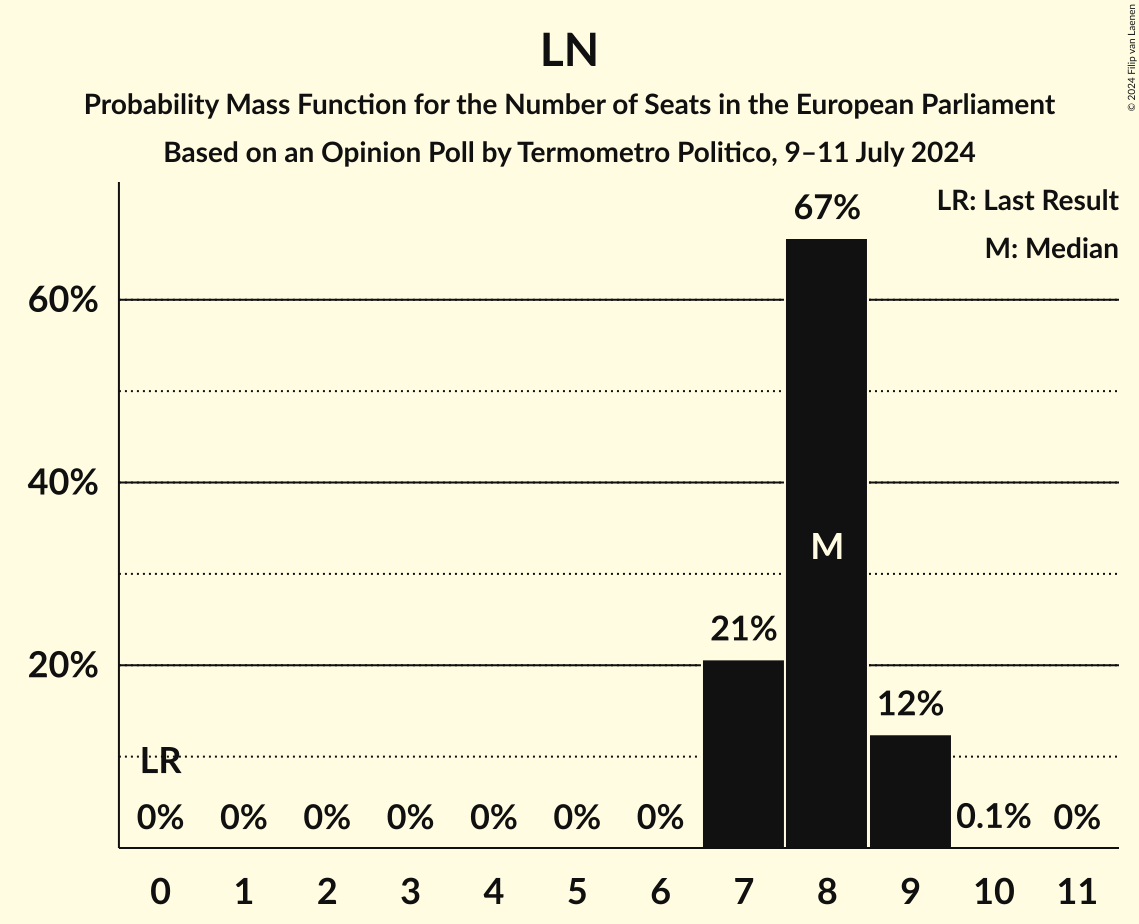 LN
Probability Mass Function for the Number of Seats in the European Parliament
Based on an Opinion Poll by Termometro Politico, 9–11 July 2024
© 2024 Filip van Laenen
LR: Last Result
M: Median
67%
60%
40%
M
21%
20%
12%
LR
0% 0% 0% 0% 0% 0% 0% 0.1% 0%
0 1 2 3 4 5 6 7 8 9 10 11